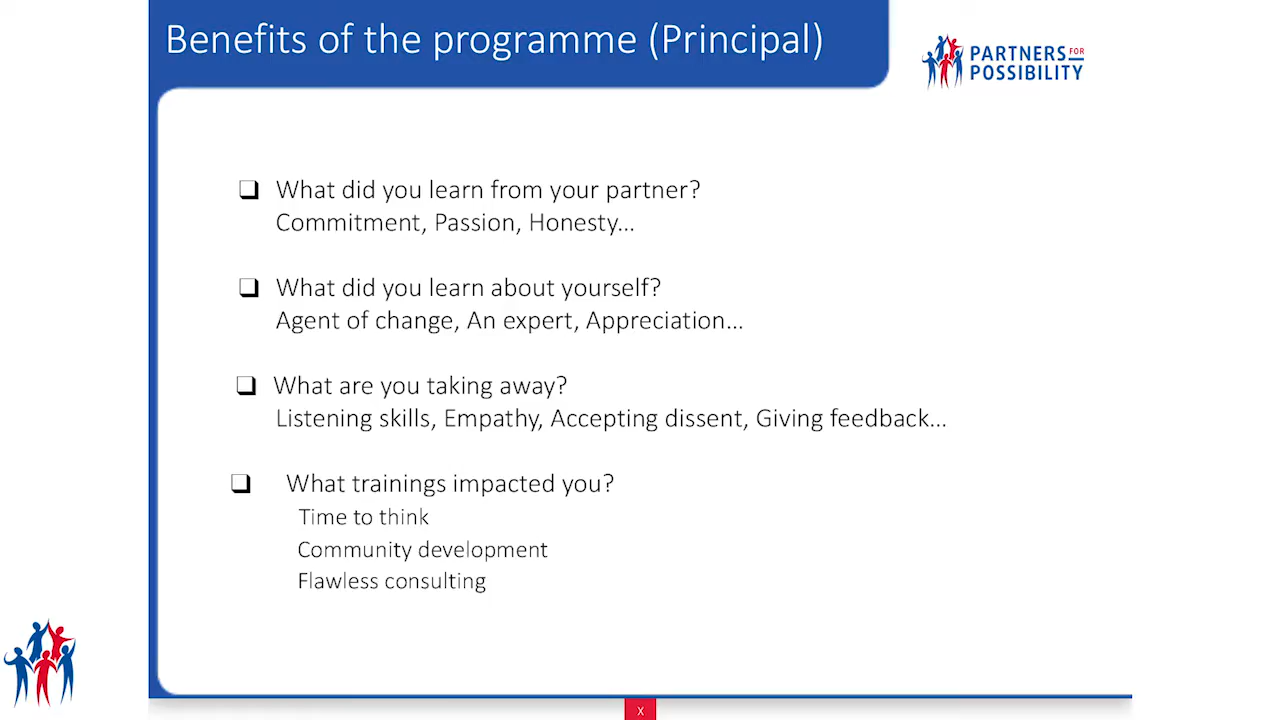 Benefits of the programme (Principal)
PARTNERS FOR
POSSIBILITY
❑ What did you learn from your partner?
Commitment, Passion, Honesty...
❑ What did you learn about yourself?
Agent of change, An expert, Appreciation...
❑ What are you taking away?
Listening skills, Empathy, Accepting dissent, Giving feedback...
❑ What trainings impacted you?
Time to think
Community development
Flawless consulting
X